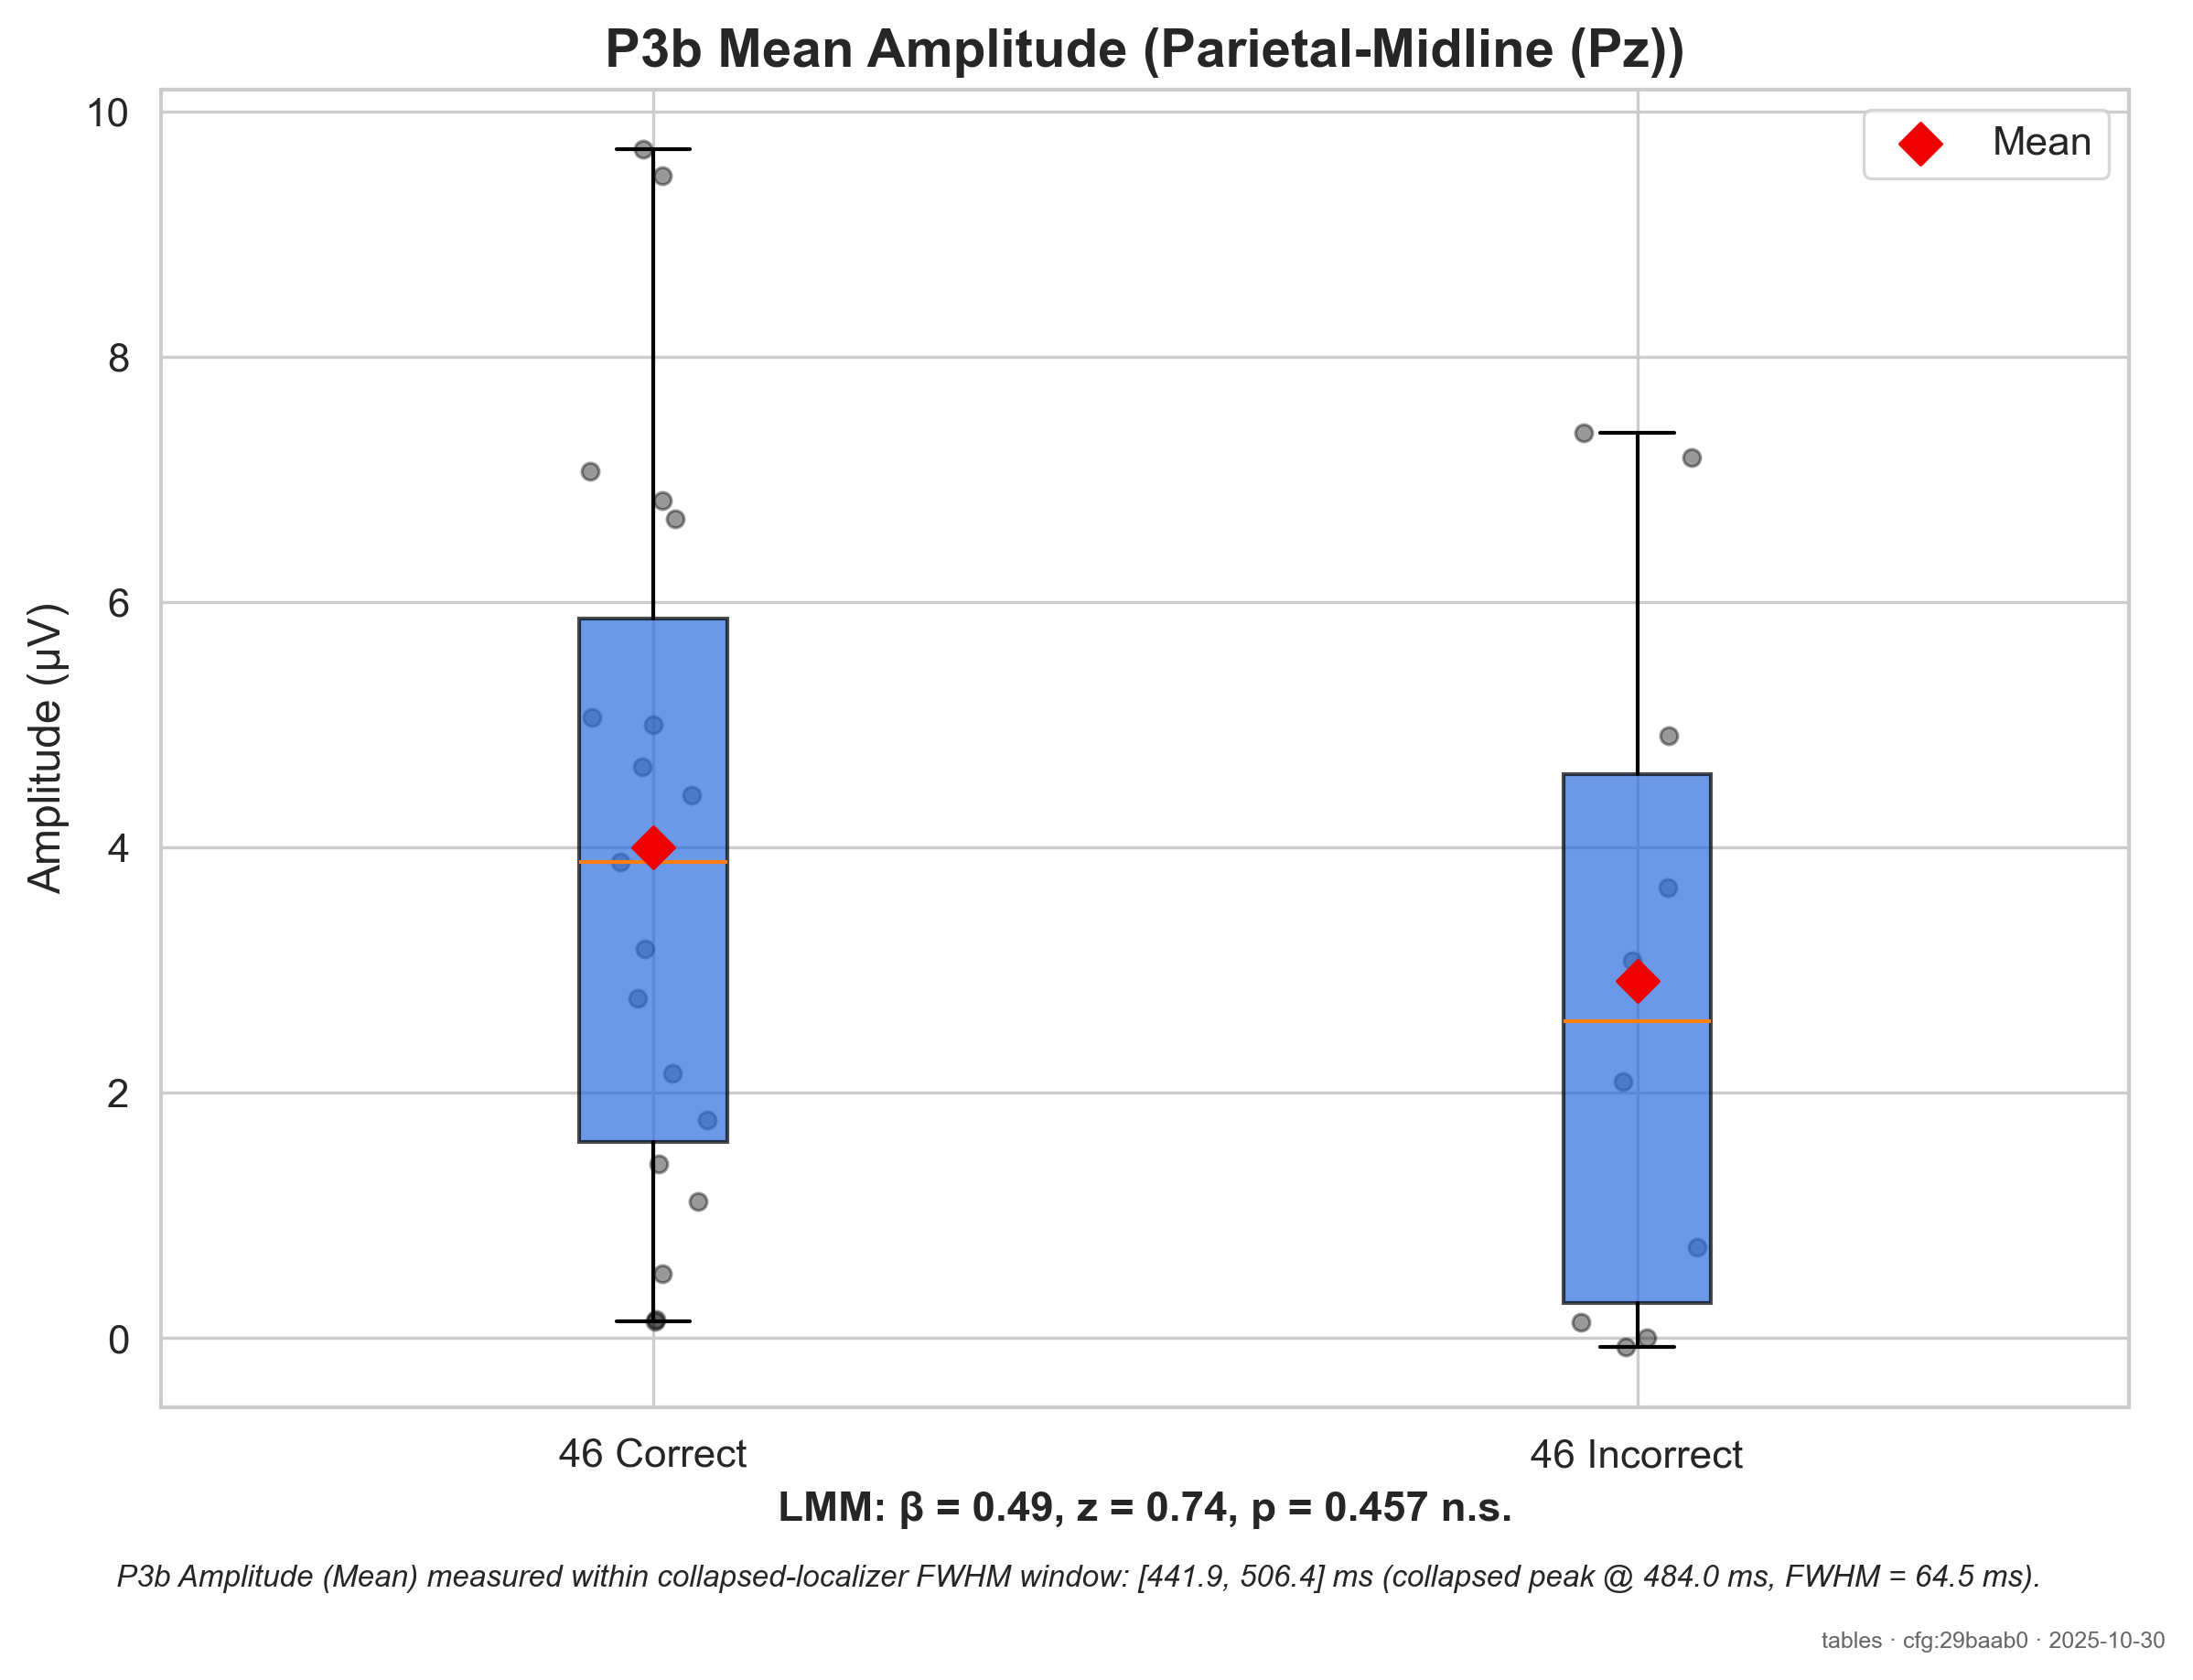 P3b Mean Amplitude (Parietal-Midline (Pz))
Mean
Amplitude (µV)
10
8
6
4
2
0
46 Correct
46 Incorrect
LMM: β = 0.49, z = 0.74, p = 0.457 n.s.
P3b Amplitude (Mean) measured within collapsed-localizer FWHM window: [441.9, 506.4] ms (collapsed peak @ 484.0 ms, FWHM = 64.5 ms).
tables · cfg:29baab0 · 2025-10-30